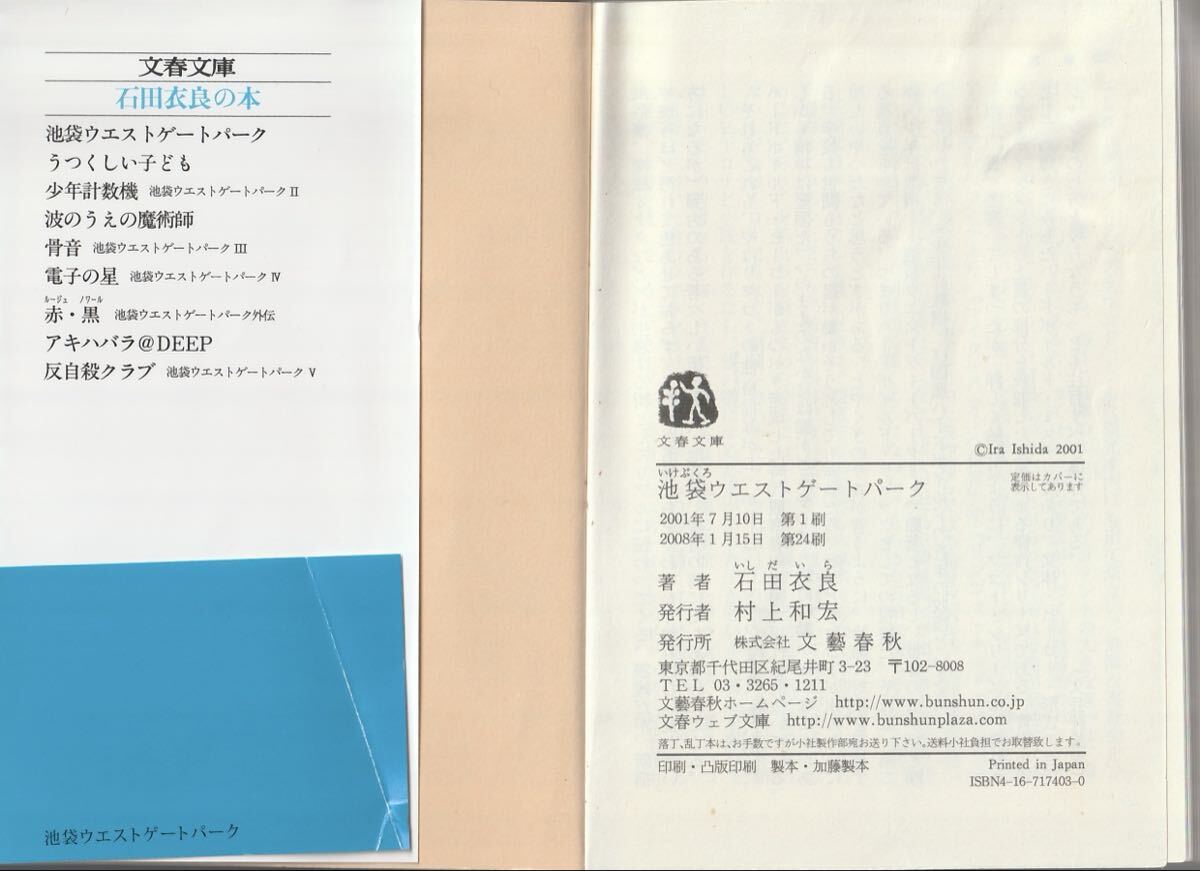 文春文庫
石田衣良の本
池袋ウエストゲートパーク
うつくしい子ども
少年計数機 池袋ウエストゲートパークⅡ
波のうえの魔術師
骨音 池袋ウエストゲートパークⅢ
電子の星 池袋ウエストゲートパークⅣ
ルージュ ノワール
赤・黒 池袋ウエストゲートパーク外伝
アキハバラ@DEEP
反自殺クラブ 池袋ウエストゲートパークⅤ
池袋ウエストゲートパーク
文春文庫
©Ira Ishida 2001
いけぶくろ
池袋ウエストゲートパーク
定価はカバーに
表示してあります
2001年7月10日 第1刷
2008年1月15日 第24刷
いし だ い ら
著者 石田衣良
発行者 村上和宏
発行所 株式会社 文藝春秋
東京都千代田区紀尾井町3-23 〒102-8008
TEL 03・3265・1211
文藝春秋ホームページ http://www.bunshun.co.jp
文春ウェブ文庫 http://www.bunshunplaza.com
落丁、乱丁本は、お手数ですが小社製作部宛お送り下さい。送料小社負担でお取替致します。
印刷・凸版印刷 製本・加藤製本
Printed in Japan
ISBN4-16-717403-0